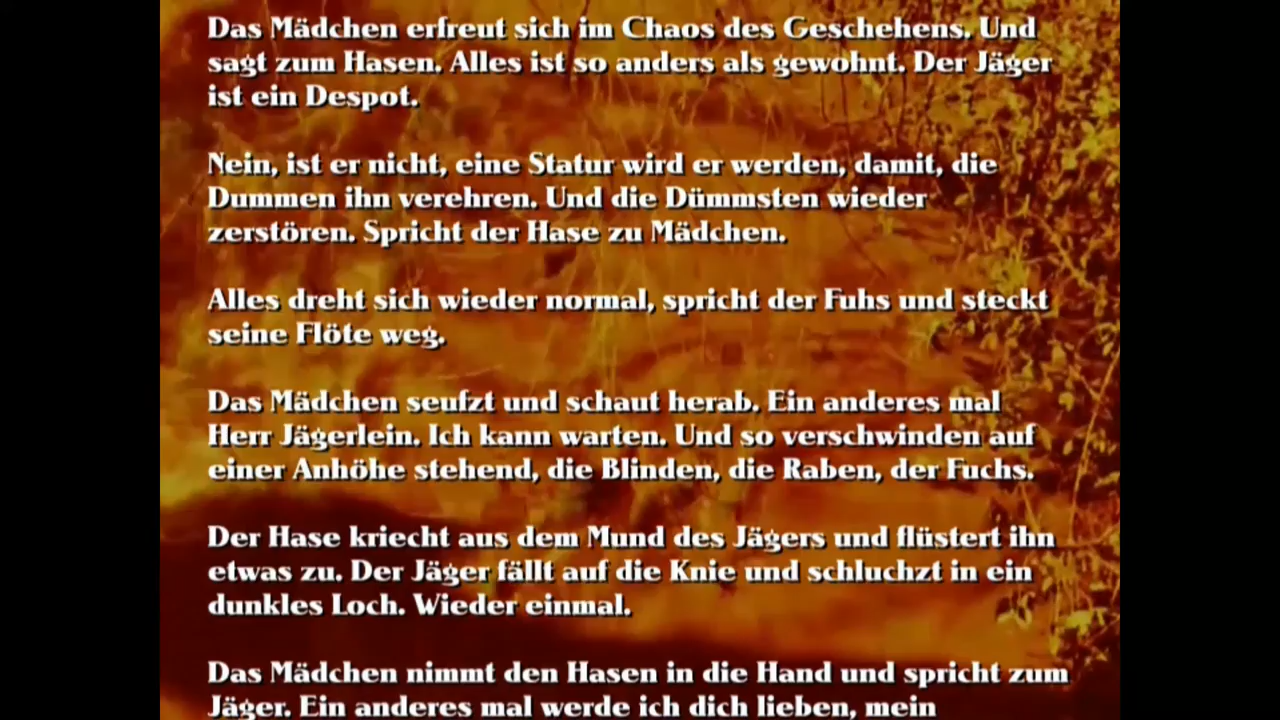 Das Mädchen erfreut sich im Chaos des Geschehens. Und
sagt zum Hasen. Alles ist so anders als gewohnt. Der Jäger
ist ein Despot.
Nein, ist er nicht, eine Statur wird er werden, damit, die
Dummen ihn verehren. Und die Dümmsten wieder
zerstören. Spricht der Hase zu Mädchen.
Alles dreht sich wieder normal, spricht der Fuhs und steckt
seine Flöte weg.
Das Mädchen seufzt und schaut herab. Ein anderes mal
Herr Jägerlein. Ich kann warten. Und so verschwinden auf
einer Anhöhe stehend, die Blinden, die Raben, der Fuchs.
Der Hase kriecht aus dem Mund des Jägers und flüstert ihn
etwas zu. Der Jäger fällt auf die Knie und schluchzt in ein
dunkles Loch. Wieder einmal.
Das Mädchen nimmt den Hasen in die Hand und spricht zum
Jäger. Ein anderes mal werde ich dich lieben, mein